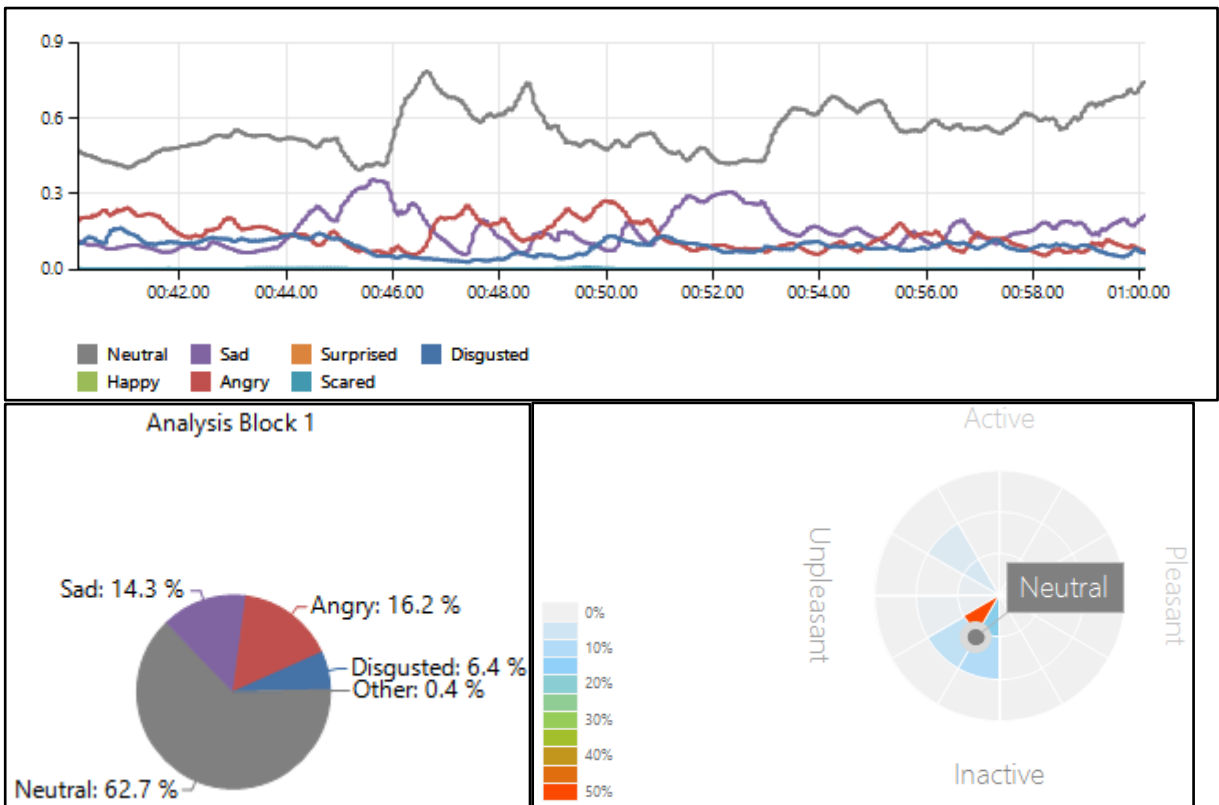 0.9
0.6
0.3
0.0
00:42.00 00:44.00 00:46.00 00:48.00 00:50.00 00:52.00 00:54.00 00:56.00 00:58.00 01:00.00
Neutral Sad Surprised Disgusted
Happy Angry Scared
Analysis Block 1
Sad: 14.3 %
Angry: 16.2 %
Disgusted: 6.4 %
Other: 0.4 %
Neutral: 62.7 %
Active
Unpleasant
Pleasant
Neutral
Inactive
0%
10%
20%
30%
40%
50%